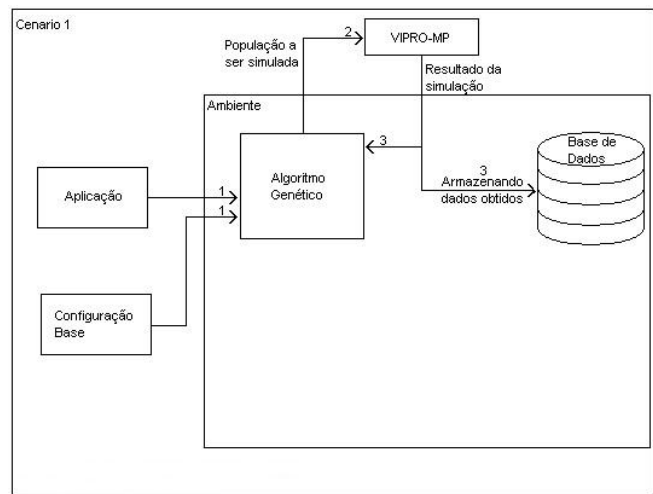 Cenario 1
População a
ser simulada
2
VIPRO-MP
Resultado da
simulação
Ambiente
Algoritmo
Genético
3
Base de
Dados
3
Armazenando
dados obtidos
Aplicação
1
1
Configuração
Base